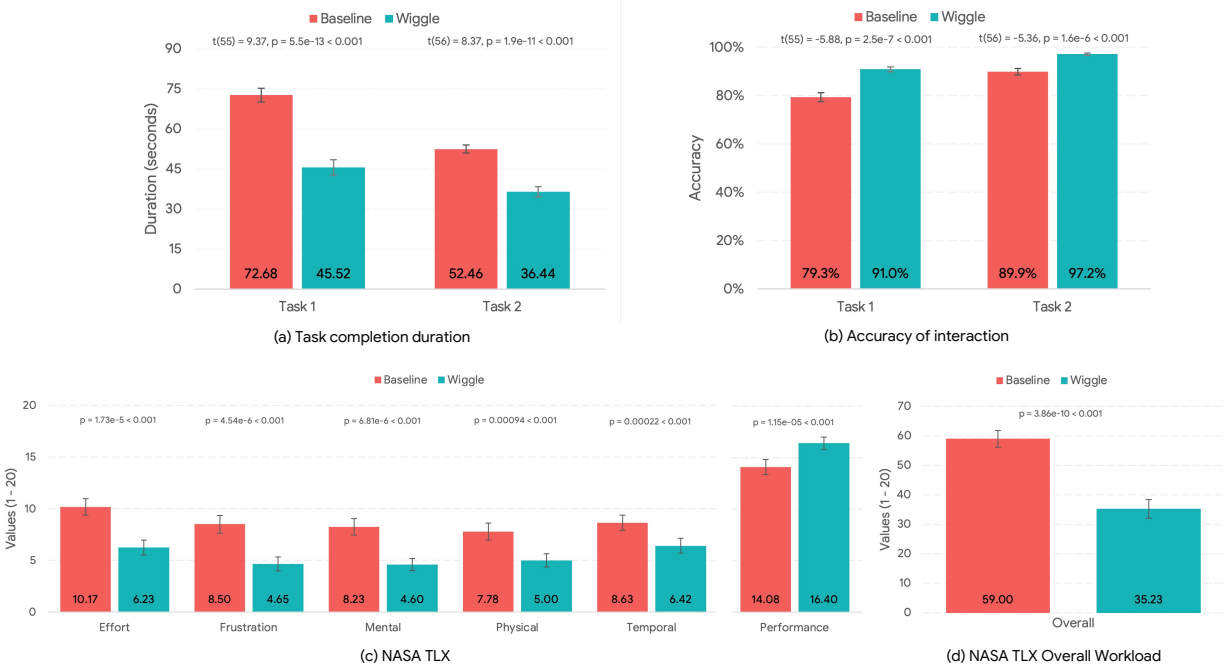 Baseline Wiggle
t(55) = 9.37, p = 5.5e-13 < 0.001 t(56) = 8.37, p = 1.9e-11 < 0.001
Duration (seconds)
90
75
60
45
30
15
0
72.68 45.52 52.46 36.44
Task 1 Task 2
(a) Task completion duration
Baseline Wiggle
t(55) = -5.88, p = 2.5e-7 < 0.001 t(56) = -5.36, p = 1.6e-6 < 0.001
Accuracy
100%
80%
60%
40%
20%
0%
79.3% 91.0% 89.9% 97.2%
Task 1 Task 2
(b) Accuracy of interaction
Baseline Wiggle
p = 1.73e-5 < 0.001 p = 4.54e-6 < 0.001 p = 6.81e-6 < 0.001 p = 0.00094 < 0.001 p = 0.00022 < 0.001 p = 1.15e-05 < 0.001
Values (1 - 20)
20
15
10
5
0
10.17 6.23 8.50 4.65 8.23 4.60 7.78 5.00 8.63 6.42 14.08 16.40
Effort Frustration Mental Physical Temporal Performance
(c) NASA TLX
Baseline Wiggle
p = 3.86e-10 < 0.001
Values (1 - 20)
70
60
50
40
30
20
10
0
59.00 35.23
Overall
(d) NASA TLX Overall Workload